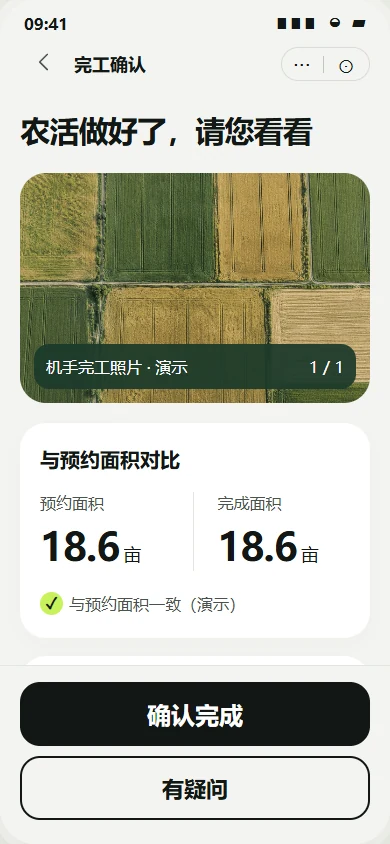 09:41
完工确认
农活做好了，请您看看
机手完工照片 · 演示 1 / 1
与预约面积对比
预约面积 完成面积
18.6亩 18.6亩
与预约面积一致（演示）
确认完成
有疑问